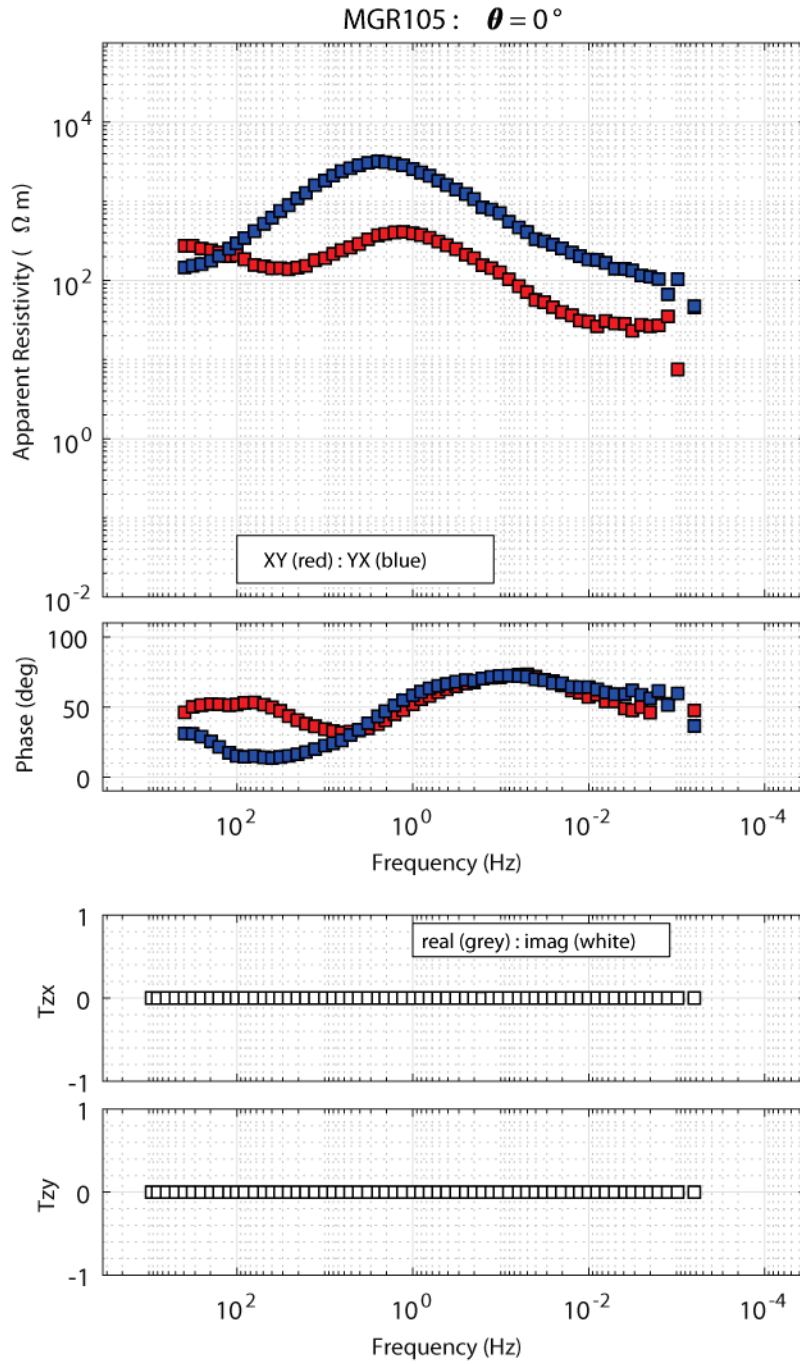 MGR105 : θ = 0 °
Apparent Resistivity ( Ω m)
10^4
10^2
10^0
10^-2
XY (red) : YX (blue)
Phase (deg)
100
50
0
10^2 10^0 10^-2 10^-4
Frequency (Hz)
Tzx
1
0
-1
real (grey) : imag (white)
Tzy
1
0
-1
10^2 10^0 10^-2 10^-4
Frequency (Hz)